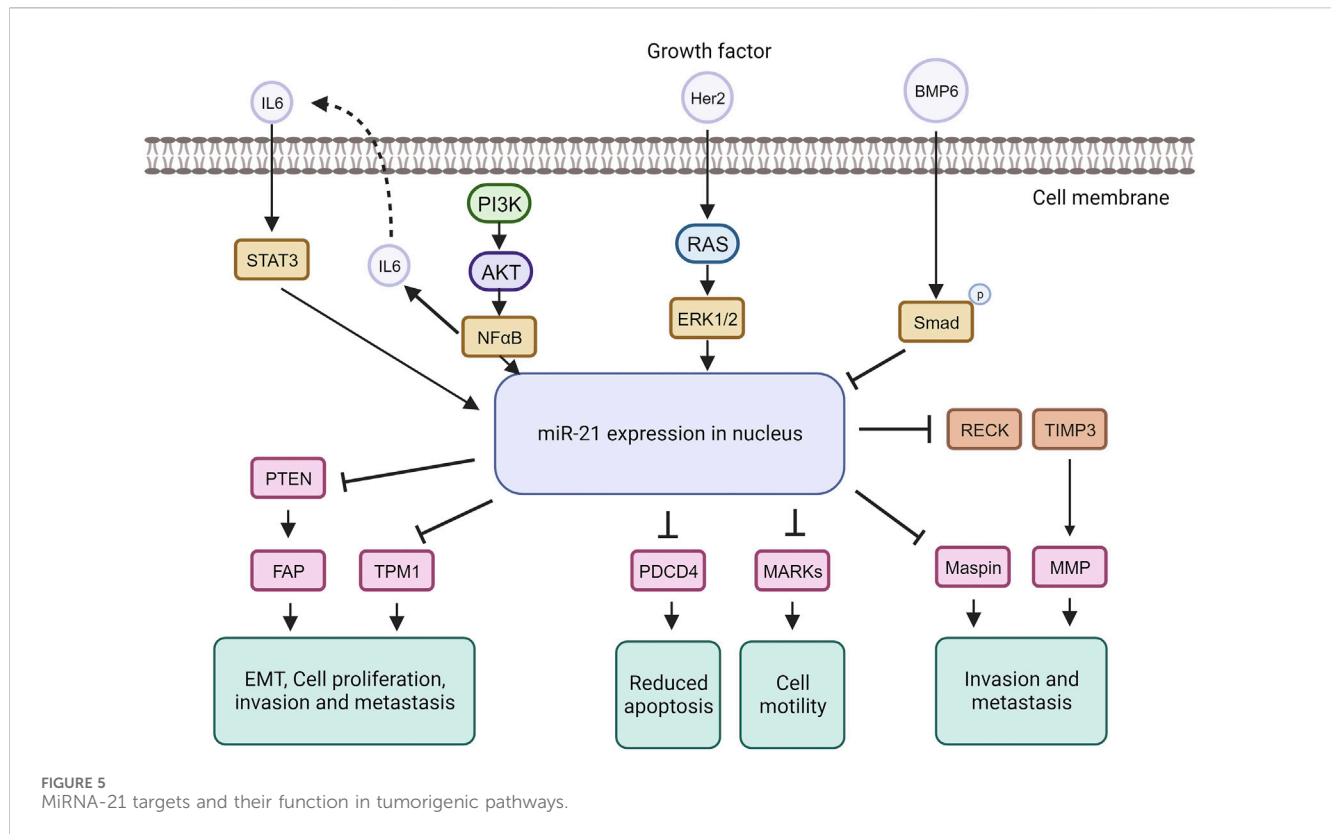 Growth factor
IL6
Her2
BMP6
Cell membrane
PI3K
STAT3
IL6
AKT
RAS
p
NFαB
ERK1/2
Smad
miR-21 expression in nucleus
RECK
TIMP3
PTEN
FAP
TPM1
PDCD4
MARKs
Maspin
MMP
EMT, Cell proliferation,
invasion and metastasis
Reduced
apoptosis
Cell
motility
Invasion and
metastasis
FIGURE 5
MiRNA-21 targets and their function in tumorigenic pathways.